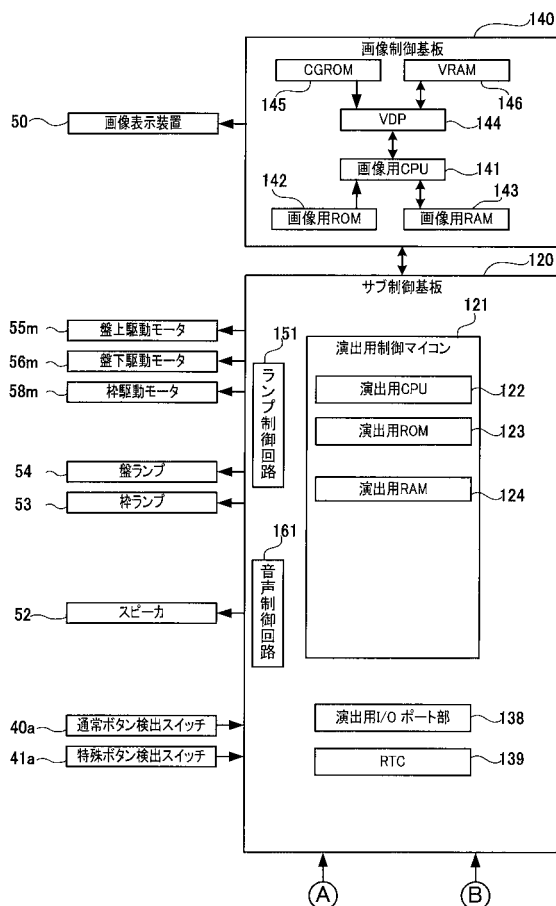 140
画像制御基板
CGROM
VRAM
145
146
50
画像表示装置
VDP
144
画像用CPU
141
142
143
画像用ROM
画像用RAM
120
サブ制御基板
121
55m
盤上駆動モータ
151
演出用制御マイコン
56m
盤下駆動モータ
58m
枠駆動モータ
ランプ制御回路
演出用CPU
122
演出用ROM
123
54
盤ランプ
演出用RAM
124
53
枠ランプ
161
音声制御回路
52
スピーカ
40a
通常ボタン検出スイッチ
演出用I/Oポート部
138
41a
特殊ボタン検出スイッチ
RTC
139
A
B